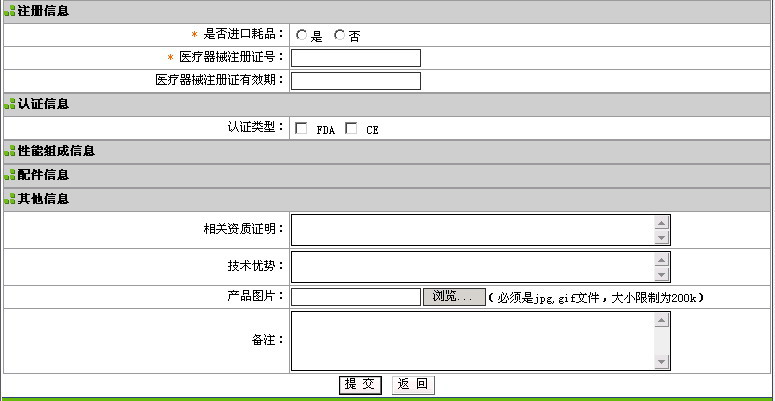 注册信息
* 是否进口耗品： 是 否
* 医疗器械注册证号：
医疗器械注册证有效期：
认证信息
认证类型： FDA CE
性能组成信息
配件信息
其他信息
相关资质证明：
技术优势：
产品图片： 浏览... （必须是jpg,gif文件，大小限制为200k）
备注：
提 交 返 回